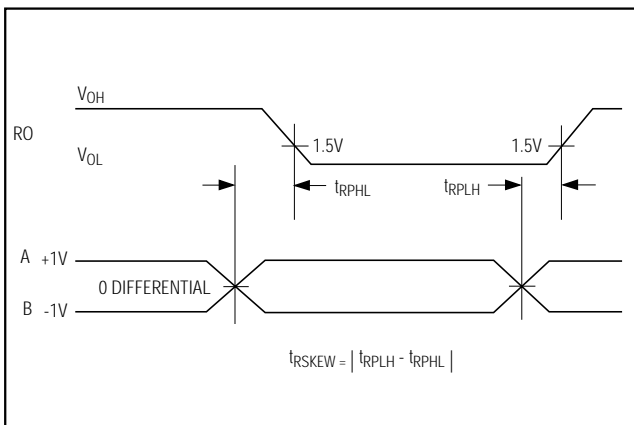 VOH
RO
1.5V 1.5V
VOL
tRPHL tRPLH
A +1V
0 DIFFERENTIAL
B -1V
tRSKEW = | tRPLH - tRPHL |